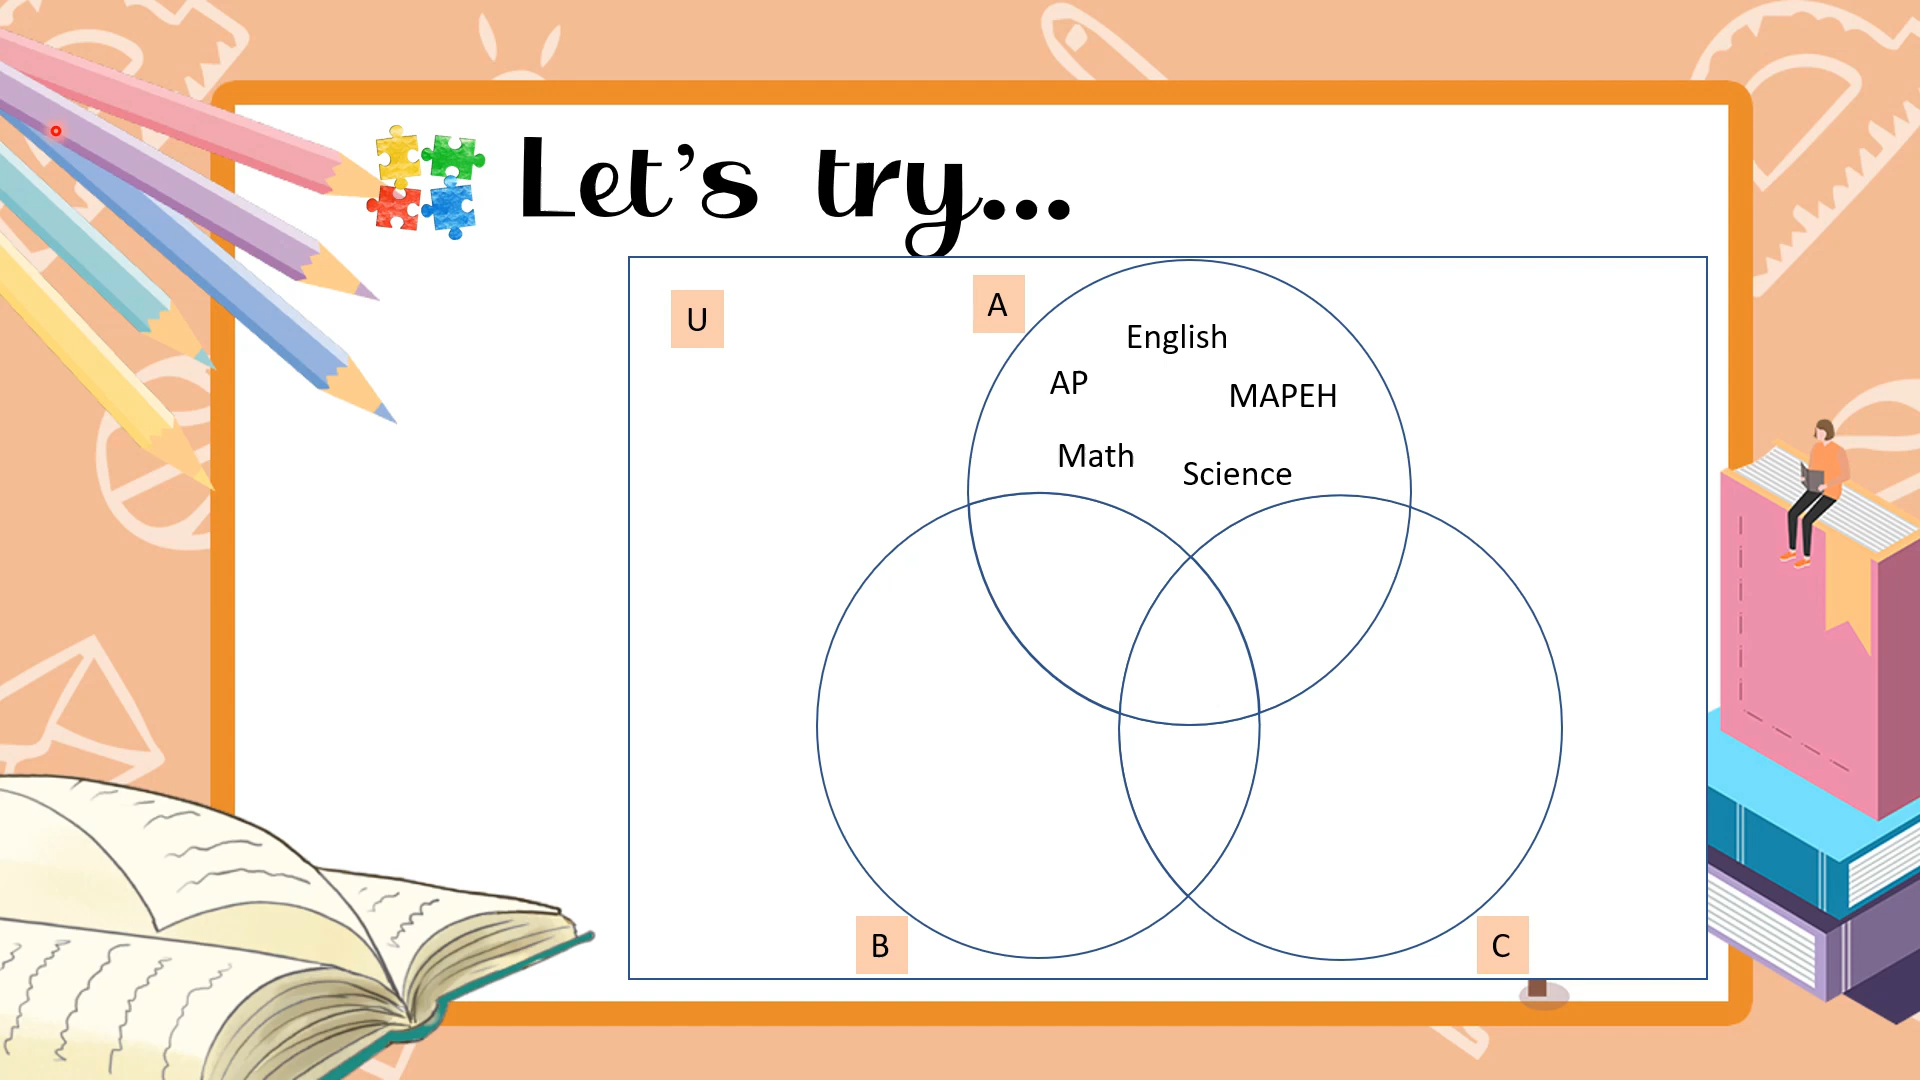 Let's try...
U
A
English
AP
MAPEH
Math
Science
B
C